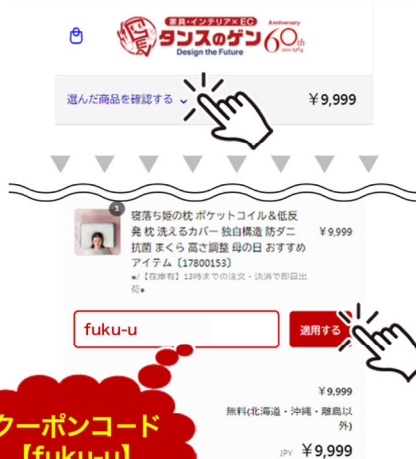 家具・インテリア×EC
タンスのゲン
Design the Future
Anniversary
60th
選んだ商品を確認する
¥9,999
1
寝落ち姫の枕 ポケットコイル＆低反
発 枕 洗えるカバー 独自構造 防ダニ
抗菌 まくら 高さ調整 母の日 おすすめ
アイテム〔17800153〕
●/【在庫有】13時までの注文・決済で即日出
荷●
¥9,999
fuku-u
適用する
¥9,999
無料(北海道・沖縄・離島以
外)
JPY ¥9,999
クーポンコード
【fuku-u】